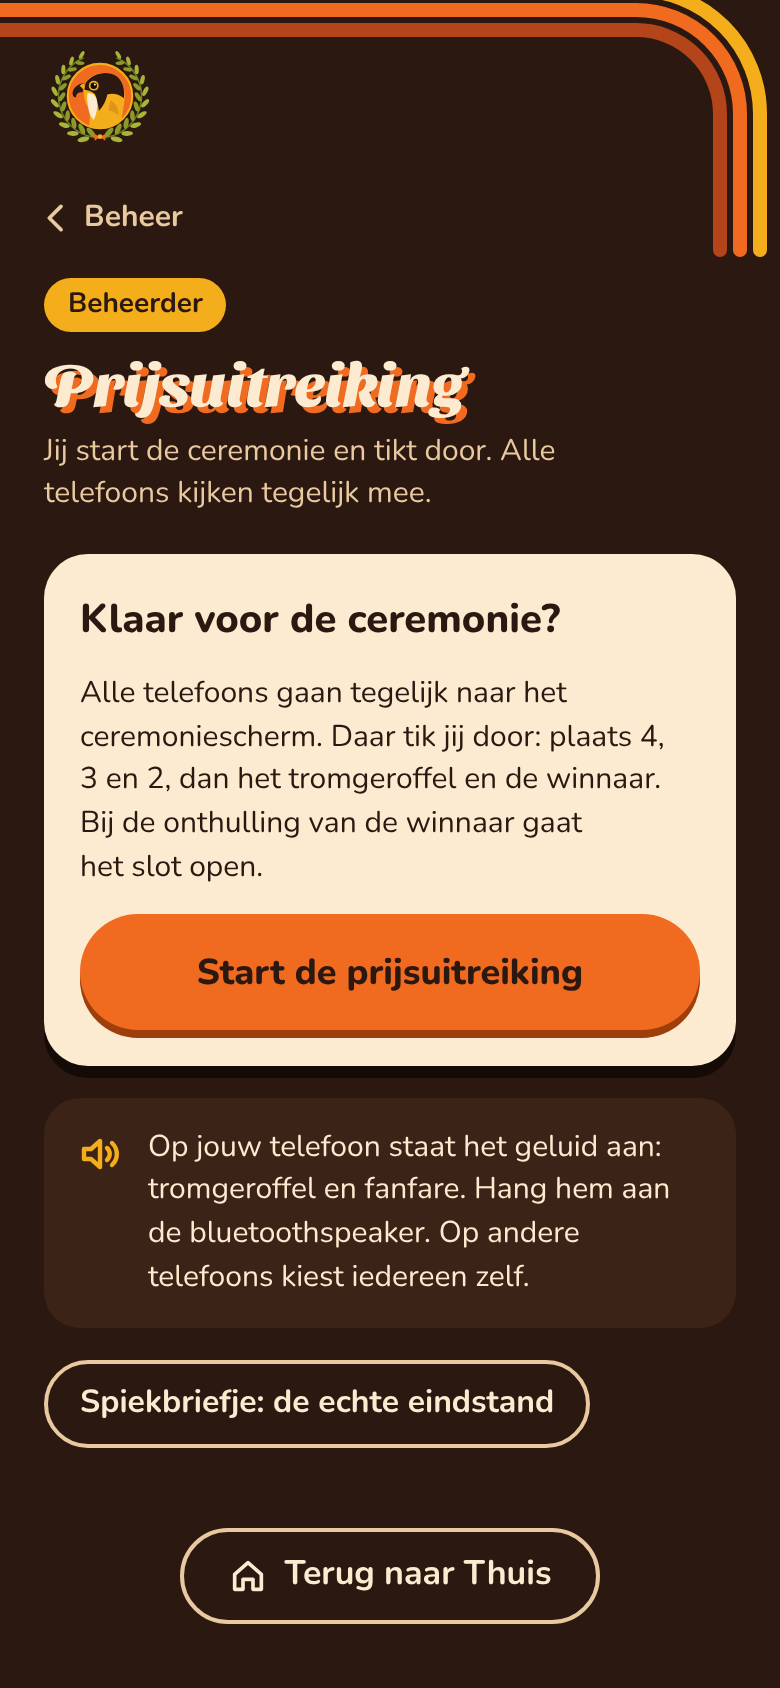 Beheer
Beheerder
Prijsuitreiking
Jij start de ceremonie en tikt door. Alle
telefoons kijken tegelijk mee.
Klaar voor de ceremonie?
Alle telefoons gaan tegelijk naar het
ceremoniescherm. Daar tik jij door: plaats 4,
3 en 2, dan het tromgeroffel en de winnaar.
Bij de onthulling van de winnaar gaat
het slot open.
Start de prijsuitreiking
Op jouw telefoon staat het geluid aan:
tromgeroffel en fanfare. Hang hem aan
de bluetoothspeaker. Op andere
telefoons kiest iedereen zelf.
Spiekbriefje: de echte eindstand
Terug naar Thuis